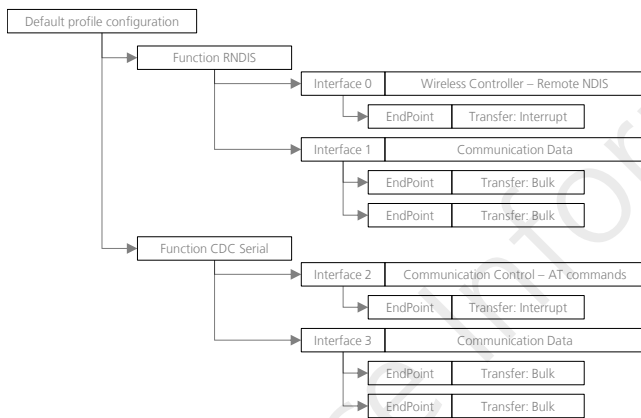 Default profile configuration
Function RNDIS
Interface 0 Wireless Controller – Remote NDIS
EndPoint Transfer: Interrupt
Interface 1 Communication Data
EndPoint Transfer: Bulk
EndPoint Transfer: Bulk
Function CDC Serial
Interface 2 Communication Control – AT commands
EndPoint Transfer: Interrupt
Interface 3 Communication Data
EndPoint Transfer: Bulk
EndPoint Transfer: Bulk